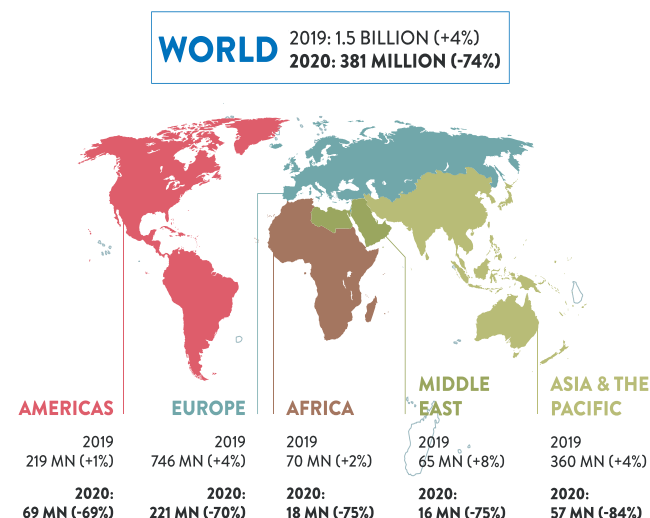 WORLD
2019: 1.5 BILLION (+4%)
2020: 381 MILLION (-74%)
AMERICAS
2019
219 MN (+1%)
2020:
69 MN (-69%)
EUROPE
2019
746 MN (+4%)
2020:
221 MN (-70%)
AFRICA
2019
70 MN (+2%)
2020:
18 MN (-75%)
MIDDLE
EAST
2019
65 MN (+8%)
2020:
16 MN (-75%)
ASIA & THE
PACIFIC
2019
360 MN (+4%)
2020:
57 MN (-84%)